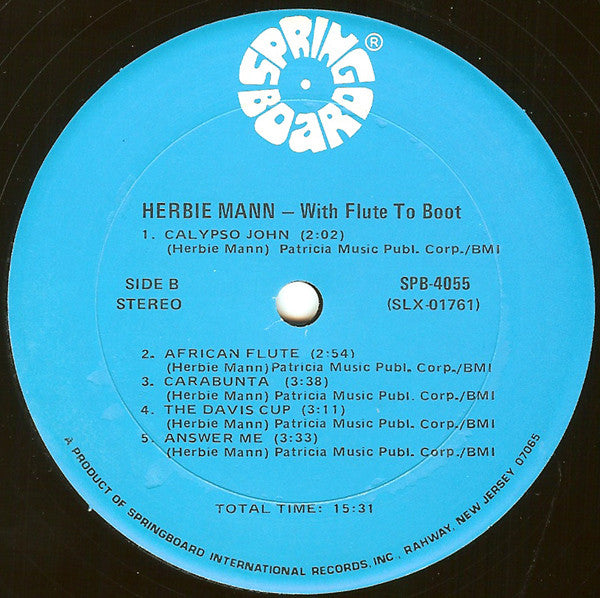 SPRING BOARD ®
HERBIE MANN – With Flute To Boot
1. CALYPSO JOHN (2:02)
(Herbie Mann) Patricia Music Publ. Corp./BMI
SIDE B
STEREO
SPB-4055
(SLX-01761)
2. AFRICAN FLUTE (2:54)
(Herbie Mann) Patricia Music Publ. Corp./BMI
3. CARABUNTA (3:38)
(Herbie Mann) Patricia Music Publ. Corp./BMI
4. THE DAVIS CUP (3:11)
(Herbie Mann) Patricia Music Publ. Corp./BMI
5. ANSWER ME (3:33)
(Herbie Mann) Patricia Music Publ. Corp./BMI
TOTAL TIME: 15:31
A PRODUCT OF SPRINGBOARD INTERNATIONAL RECORDS, INC., RAHWAY, NEW JERSEY 07065